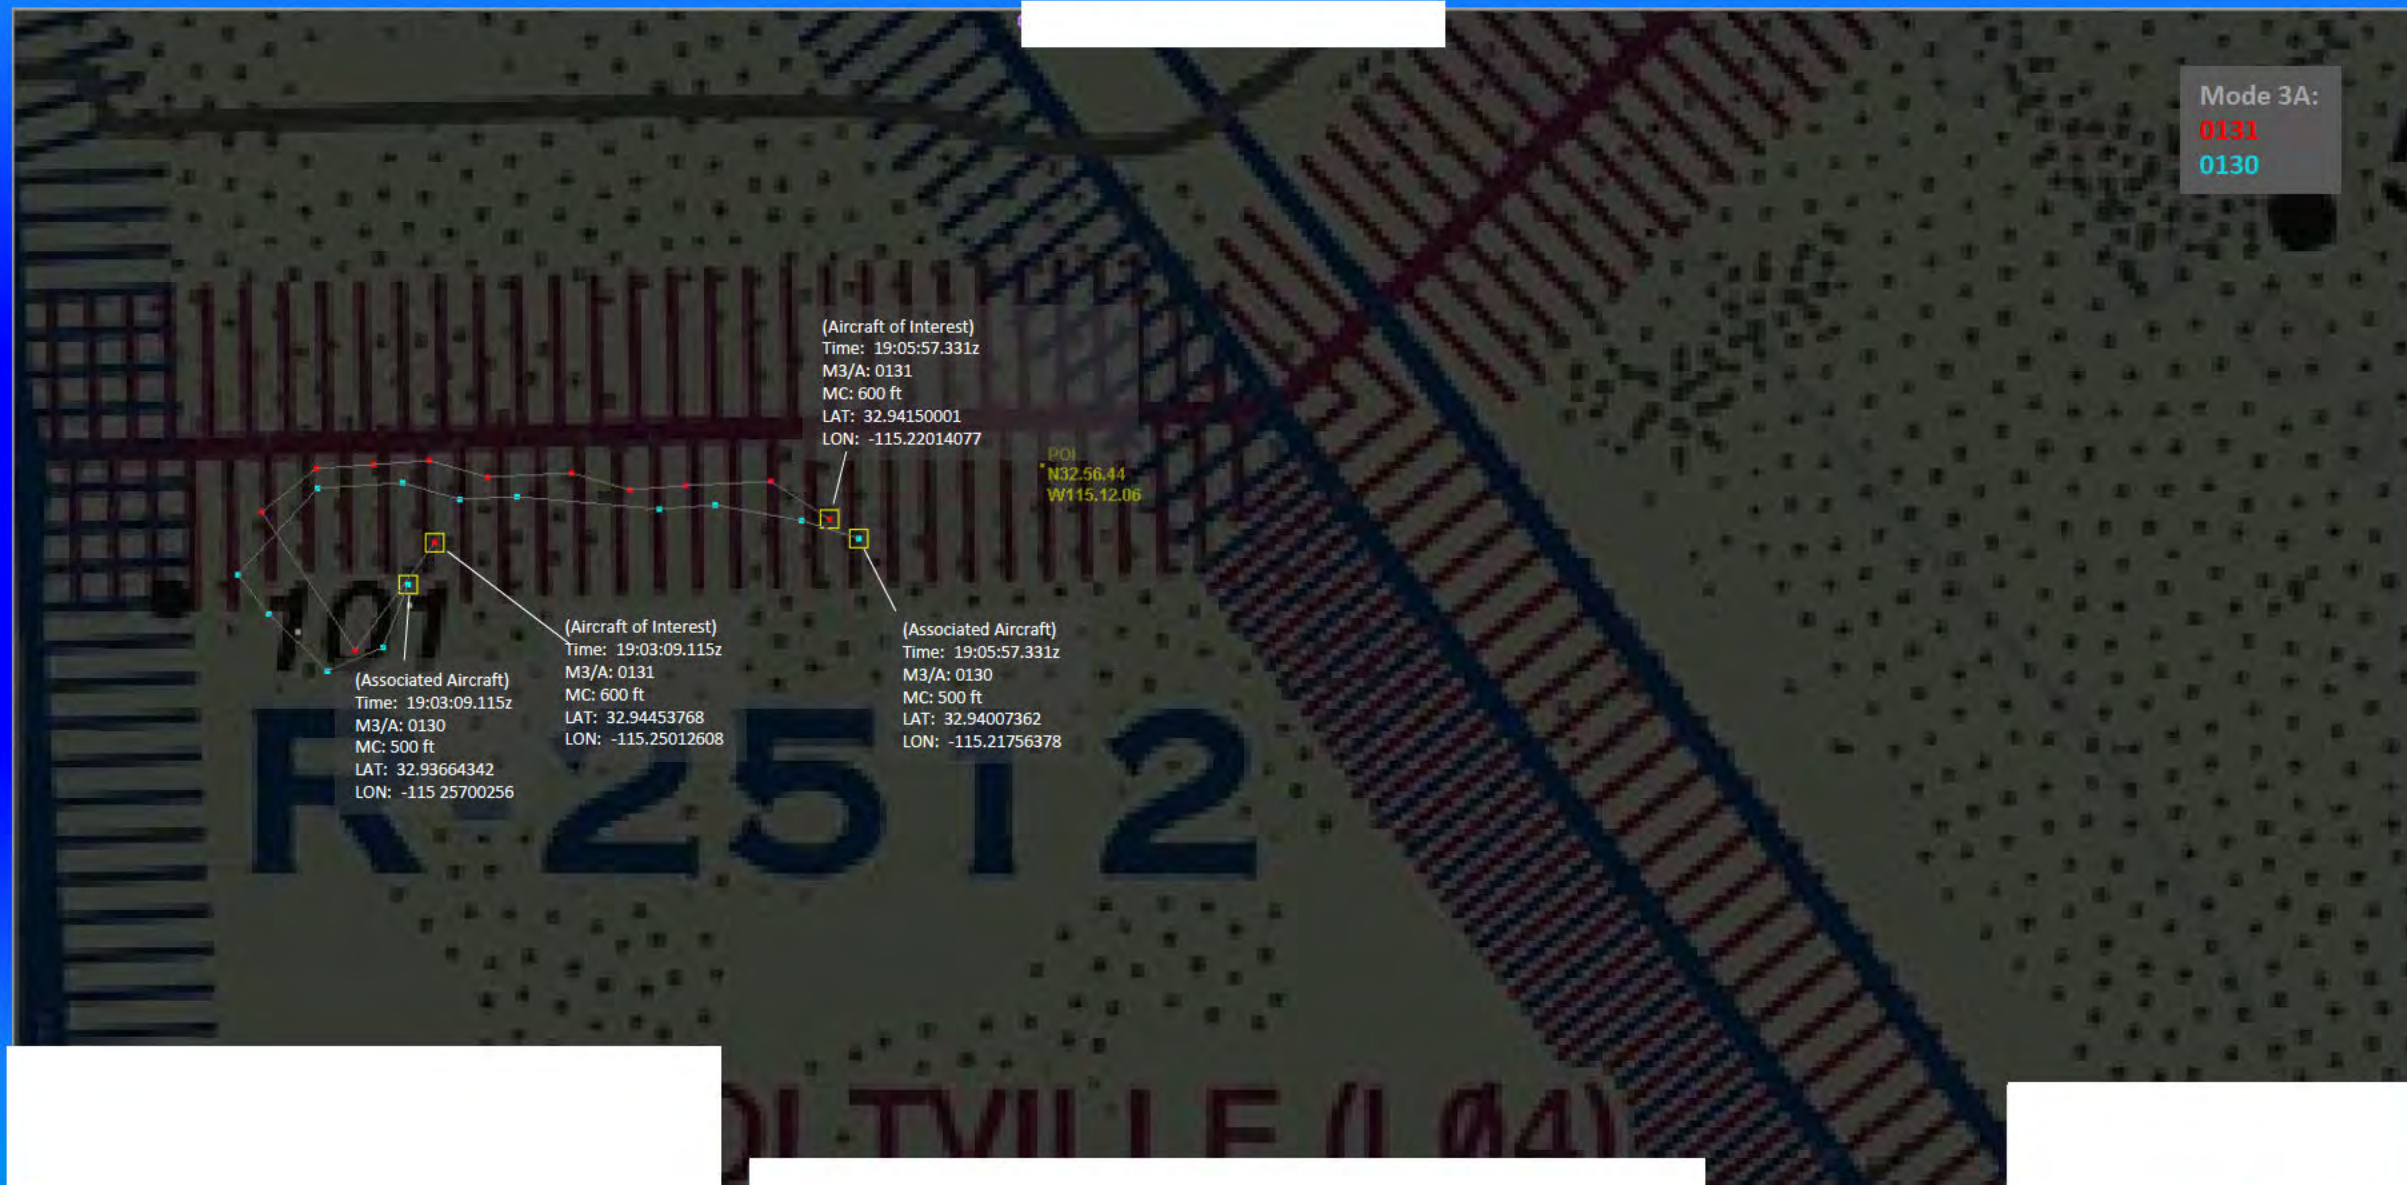 Mode 3A:
0131
0130
(Aircraft of Interest)
Time: 19:05:57.331z
M3/A: 0131
MC: 600 ft
LAT: 32.94150001
LON: -115.22014077
POI
N32.56.44
W115.12.06
101
(Aircraft of Interest)
Time: 19:03:09.115z
M3/A: 0131
MC: 600 ft
LAT: 32.94453768
LON: -115.25012608
(Associated Aircraft)
Time: 19:05:57.331z
M3/A: 0130
MC: 500 ft
LAT: 32.94007362
LON: -115.21756378
(Associated Aircraft)
Time: 19:03:09.115z
M3/A: 0130
MC: 500 ft
LAT: 32.93664342
LON: -115 25700256
R-2512
OLTVILLE (LØ4)